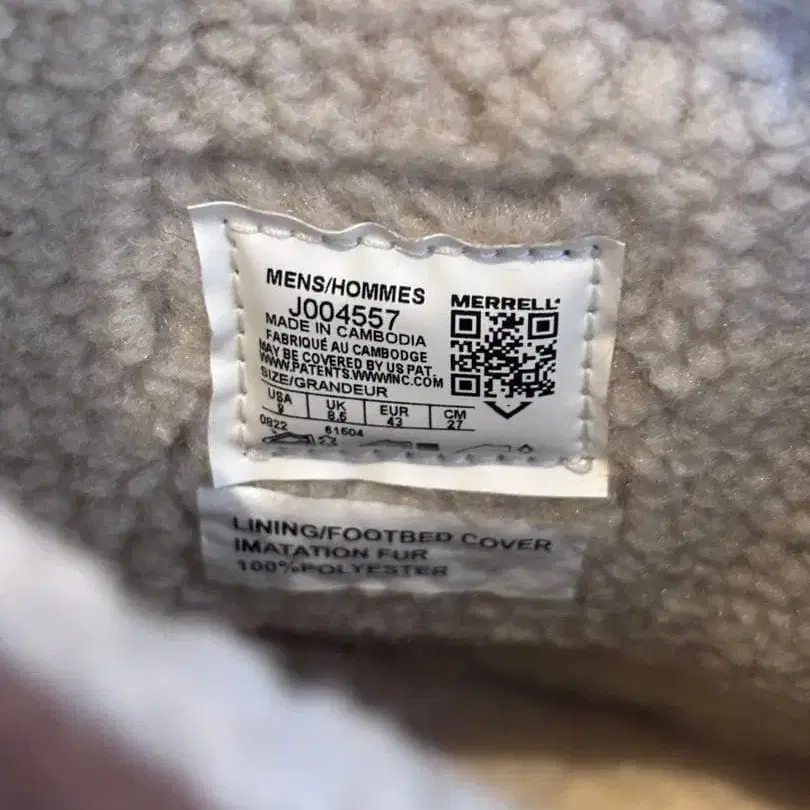 MENS/HOMMES
J004557
MERRELL
MADE IN CAMBODIA
FABRIQUÉ AU CAMBODGE
MAY BE COVERED BY US PAT.
WWW.PATENTS.WWWINC.COM
SIZE/GRANDEUR
USA UK EUR CM
9 8.5 43 27
0822 61504
LINING/FOOTBED COVER
IMATATION FUR
100%POLYESTER